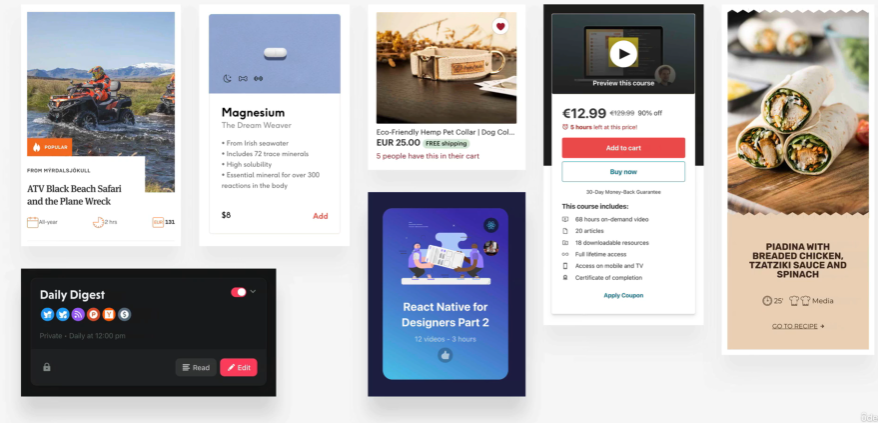 POPULAR
FROM MÝRDALSJÖKULL
ATV Black Beach Safari
and the Plane Wreck
All-year
2 hrs
EUR 131
Magnesium
The Dream Weaver
• From Irish seawater
• Includes 72 trace minerals
• High solubility
• Essential mineral for over 300
reactions in the body
$8
Add
Eco-Friendly Hemp Pet Collar | Dog Col...
EUR 25.00 FREE shipping
5 people have this in their cart
Preview this course
€12.99 €129.99 90% off
5 hours left at this price!
Add to cart
Buy now
30-Day Money-Back Guarantee
This course includes:
68 hours on-demand video
20 articles
18 downloadable resources
Full lifetime access
Access on mobile and TV
Certificate of completion
Apply Coupon
PIADINA WITH
BREADED CHICKEN,
TZATZIKI SAUCE AND
SPINACH
25' Media
GO TO RECIPE →
Daily Digest
Private • Daily at 12:00 pm
Read
Edit
React Native for
Designers Part 2
12 videos - 3 hours